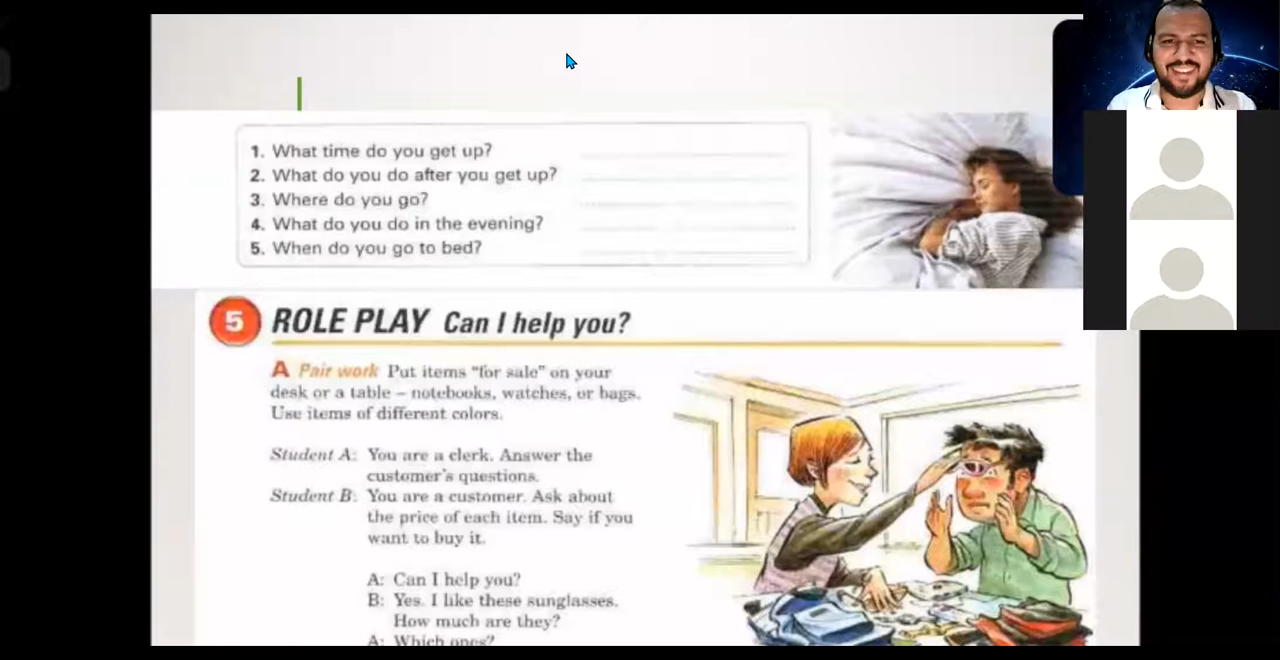 1. What time do you get up?
2. What do you do after you get up?
3. Where do you go?
4. What do you do in the evening?
5. When do you go to bed?
5 ROLE PLAY Can I help you?
A Pair work Put items "for sale" on your
desk or a table – notebooks, watches, or bags.
Use items of different colors.
Student A: You are a clerk. Answer the
customer's questions.
Student B: You are a customer. Ask about
the price of each item. Say if you
want to buy it.
A: Can I help you?
B: Yes. I like these sunglasses.
How much are they?
A: Which ones?